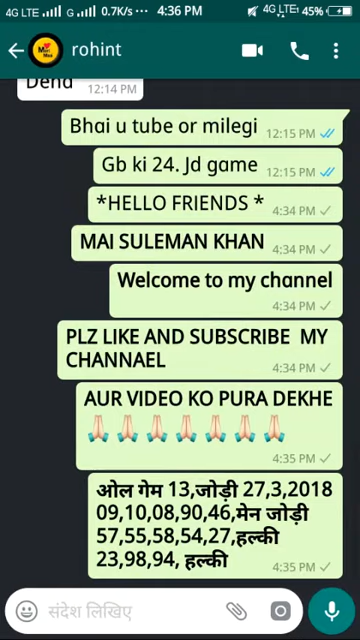 4G LTE G 0.7K/s ··· 4:36 PM 4G LTE 45%
rohint
Dend
12:14 PM
Bhai u tube or milegi 12:15 PM
Gb ki 24. Jd game 12:15 PM
*HELLO FRIENDS * 4:34 PM
MAI SULEMAN KHAN 4:34 PM
Welcome to my channel
4:34 PM
PLZ LIKE AND SUBSCRIBE MY
CHANNAEL 4:34 PM
AUR VIDEO KO PURA DEKHE
🙏🏻🙏🏻🙏🏻🙏🏻🙏🏻🙏🏻🙏🏻
4:35 PM
ओल गेम 13,जोड़ी 27,3,2018
09,10,08,90,46,मेन जोड़ी
57,55,58,54,27,हल्की
23,98,94, हल्की 4:35 PM
संदेश लिखिए